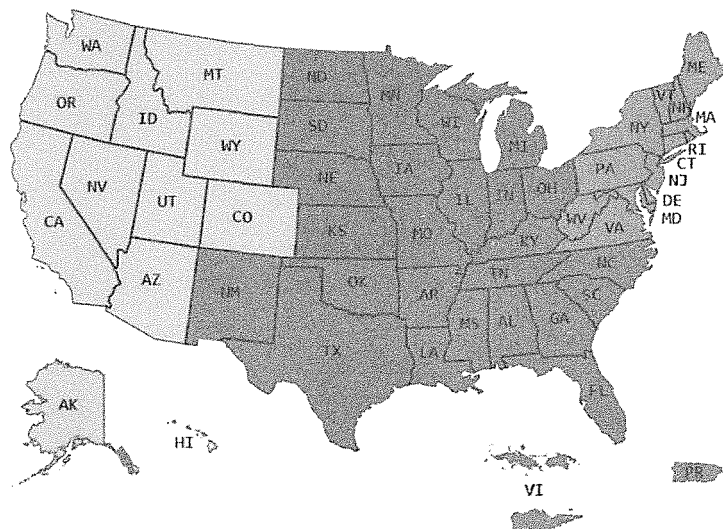 WA
MT
ND
MN
ME
OR
ID
SD
WI
MI
VT
NH
NY
MA
WY
RI
CT
IA
NE
PA
NJ
NV
UT
CO
IL
IN
OH
DE
MD
CA
KS
MO
WV
VA
KY
AZ
NM
OK
AR
TN
NC
SC
TX
LA
MS
AL
GA
AK
FL
HI
VI
PR